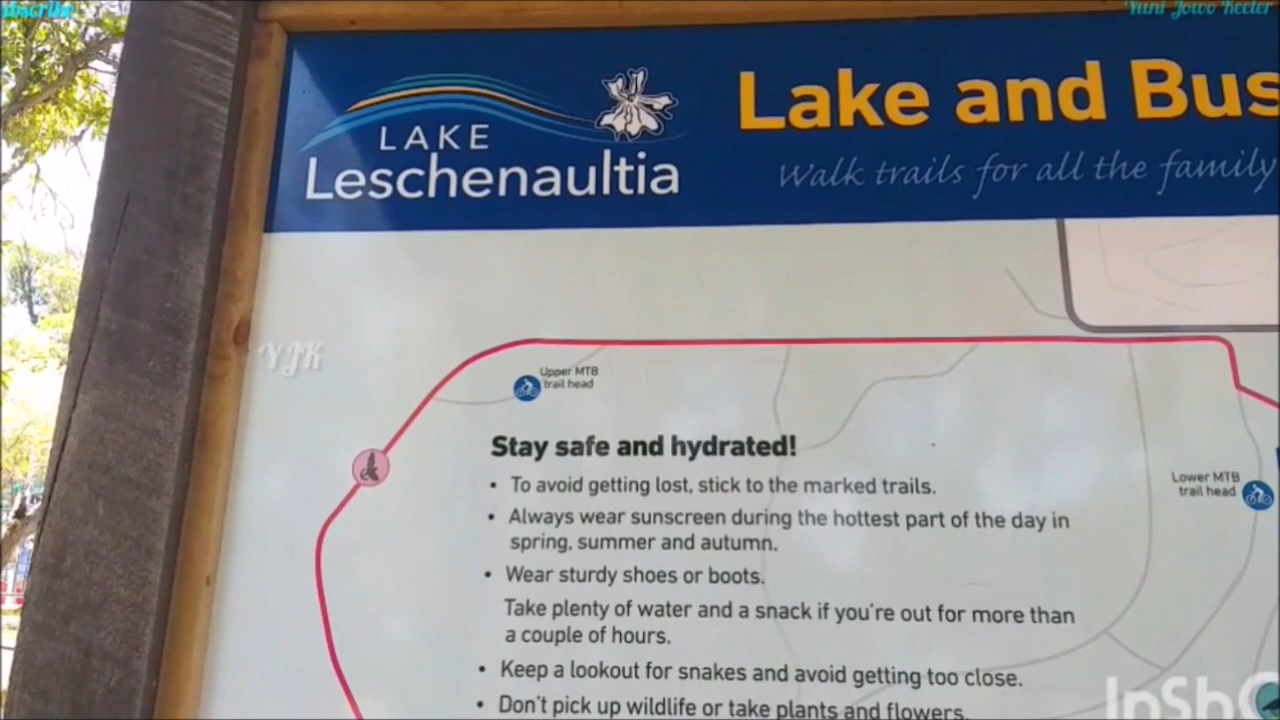 Yuni Jowo Keeler
LAKE
Leschenaultia
Lake and Bus
Walk trails for all the family
YJK
Upper MTB
trail head
Stay safe and hydrated!
• To avoid getting lost, stick to the marked trails.
• Always wear sunscreen during the hottest part of the day in
spring, summer and autumn.
• Wear sturdy shoes or boots.
Take plenty of water and a snack if you're out for more than
a couple of hours.
• Keep a lookout for snakes and avoid getting too close.
• Don't pick up wildlife or take plants and flowers.
Lower MTB
trail head